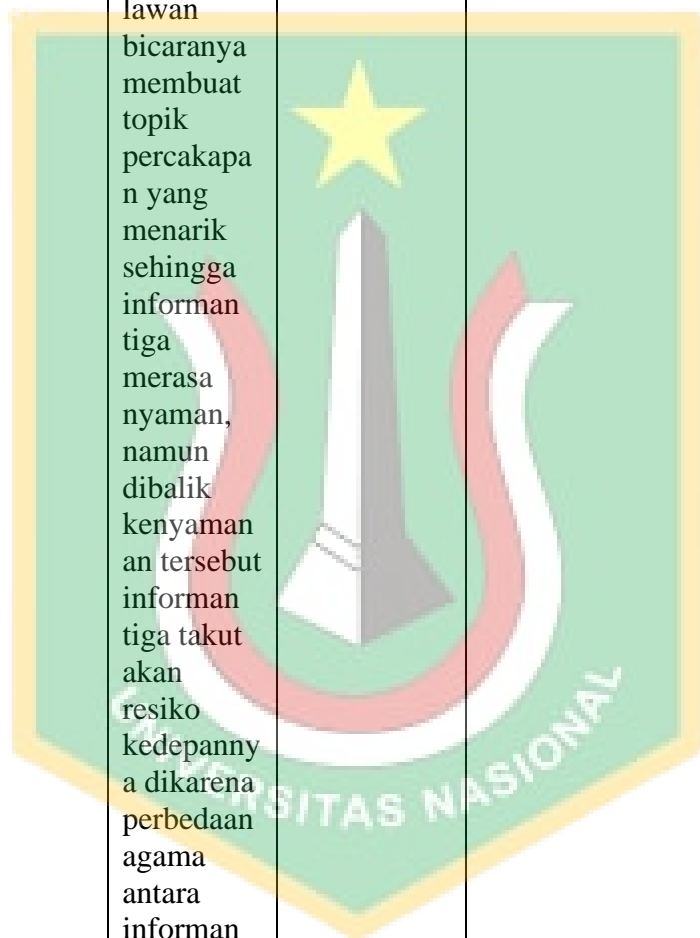 lawan
bicaranya
membuat
topik
percakapa
n yang
menarik
sehingga
informan
tiga
merasa
nyaman,
namun
dibalik
kenyaman
an tersebut
informan
tiga takut
akan
resiko
kedepanny
a dikarena
perbedaan
agama
antara
informan
UNIVERSITAS NASIONAL